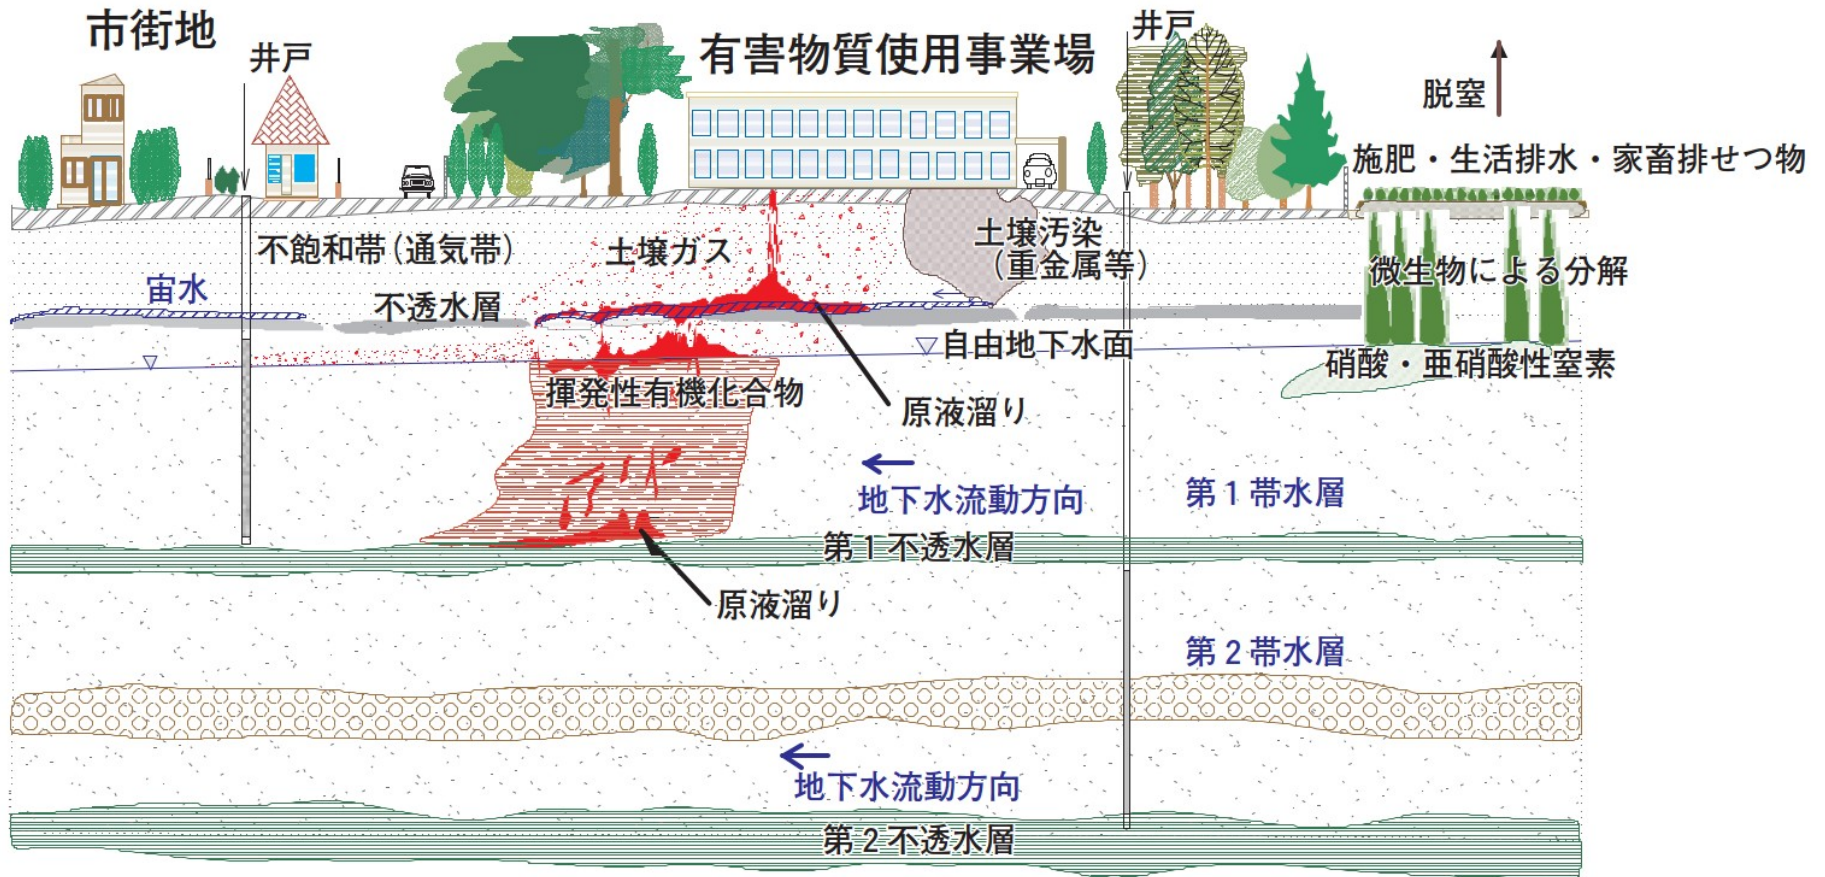 市街地
井戸
有害物質使用事業場
井戸
脱窒
施肥・生活排水・家畜排せつ物
不飽和帯(通気帯)
土壌ガス
土壌汚染
(重金属等)
微生物による分解
宙水
不透水層
自由地下水面
硝酸・亜硝酸性窒素
揮発性有機化合物
原液溜り
地下水流動方向
第1帯水層
第1不透水層
原液溜り
第2帯水層
地下水流動方向
第2不透水層